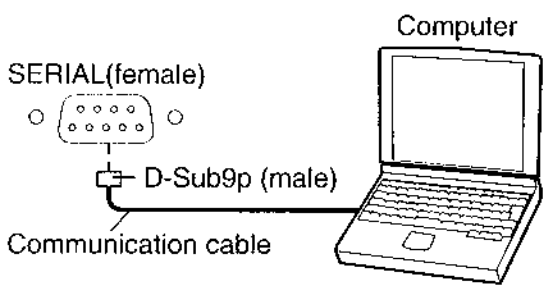 Computer
SERIAL(female)
D-Sub9p (male)
Communication cable